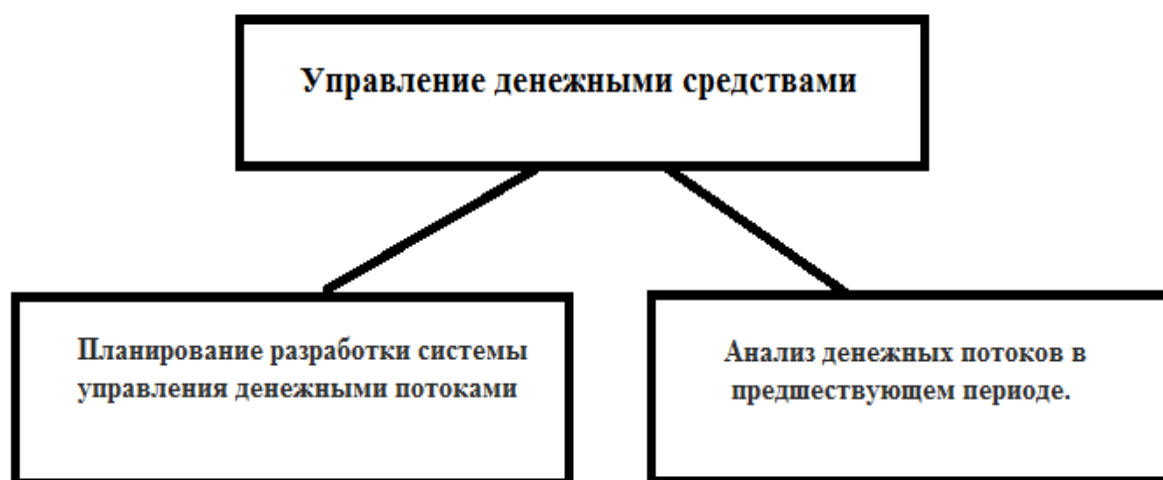 Управление денежными средствами
Планирование разработки системы
управления денежными потоками
Анализ денежных потоков в
предшествующем периоде.